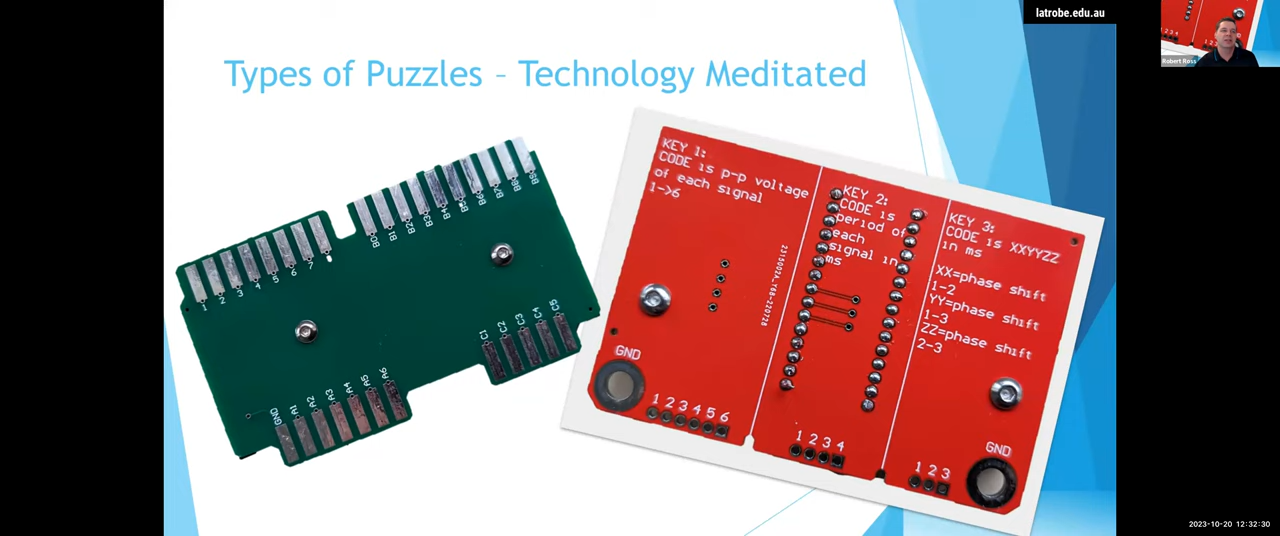 latrobe.edu.au
Robert Ross
Types of Puzzles – Technology Meditated
1
2
3
4
5
6
7
B0
B1
B2
B3
B4
B5
B6
B7
B8
B9
GND
A1
A2
A3
A4
A5
A6
C1
C2
C3
C4
C5
KEY 1:
CODE is p-p voltage
of each signal
1->6
2315002A_Y68-220728
GND
1 2 3 4 5 6
KEY 2:
CODE is
period of
each
signal in
ms
1 2 3 4
KEY 3:
CODE is XXYYZZ
in ms
XX=phase shift
1-2
YY=phase shift
1-3
ZZ=phase shift
2-3
GND
1 2 3
2023-10-20 12:32:30